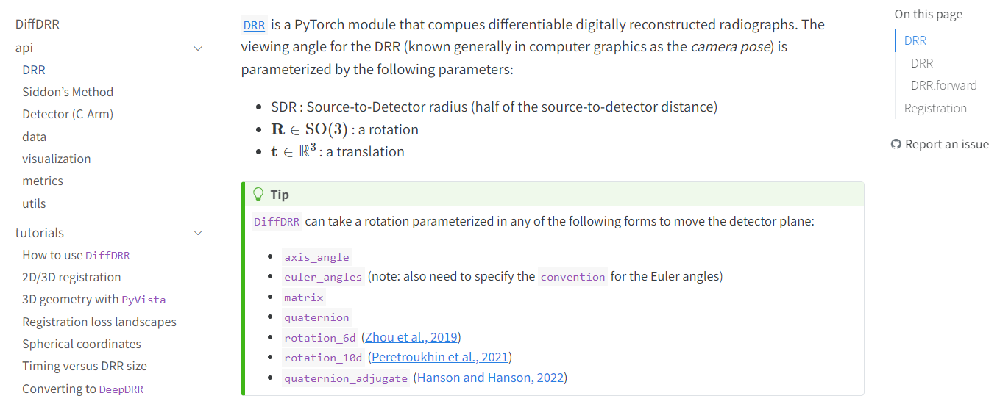 DiffDRR
api
DRR
Siddon's Method
Detector (C-Arm)
data
visualization
metrics
utils
tutorials
How to use DiffDRR
2D/3D registration
3D geometry with PyVista
Registration loss landscapes
Spherical coordinates
Timing versus DRR size
Converting to DeepDRR
DRR is a PyTorch module that compues differentiable digitally reconstructed radiographs. The
viewing angle for the DRR (known generally in computer graphics as the camera pose) is
parameterized by the following parameters:
• SDR : Source-to-Detector radius (half of the source-to-detector distance)
• R ∈ SO(3) : a rotation
• t ∈ ℝ³ : a translation
Tip
DiffDRR can take a rotation parameterized in any of the following forms to move the detector plane:
• axis_angle
• euler_angles (note: also need to specify the convention for the Euler angles)
• matrix
• quaternion
• rotation_6d (Zhou et al., 2019)
• rotation_10d (Peretroukhin et al., 2021)
• quaternion_adjugate (Hanson and Hanson, 2022)
On this page
DRR
DRR
DRR.forward
Registration
Report an issue